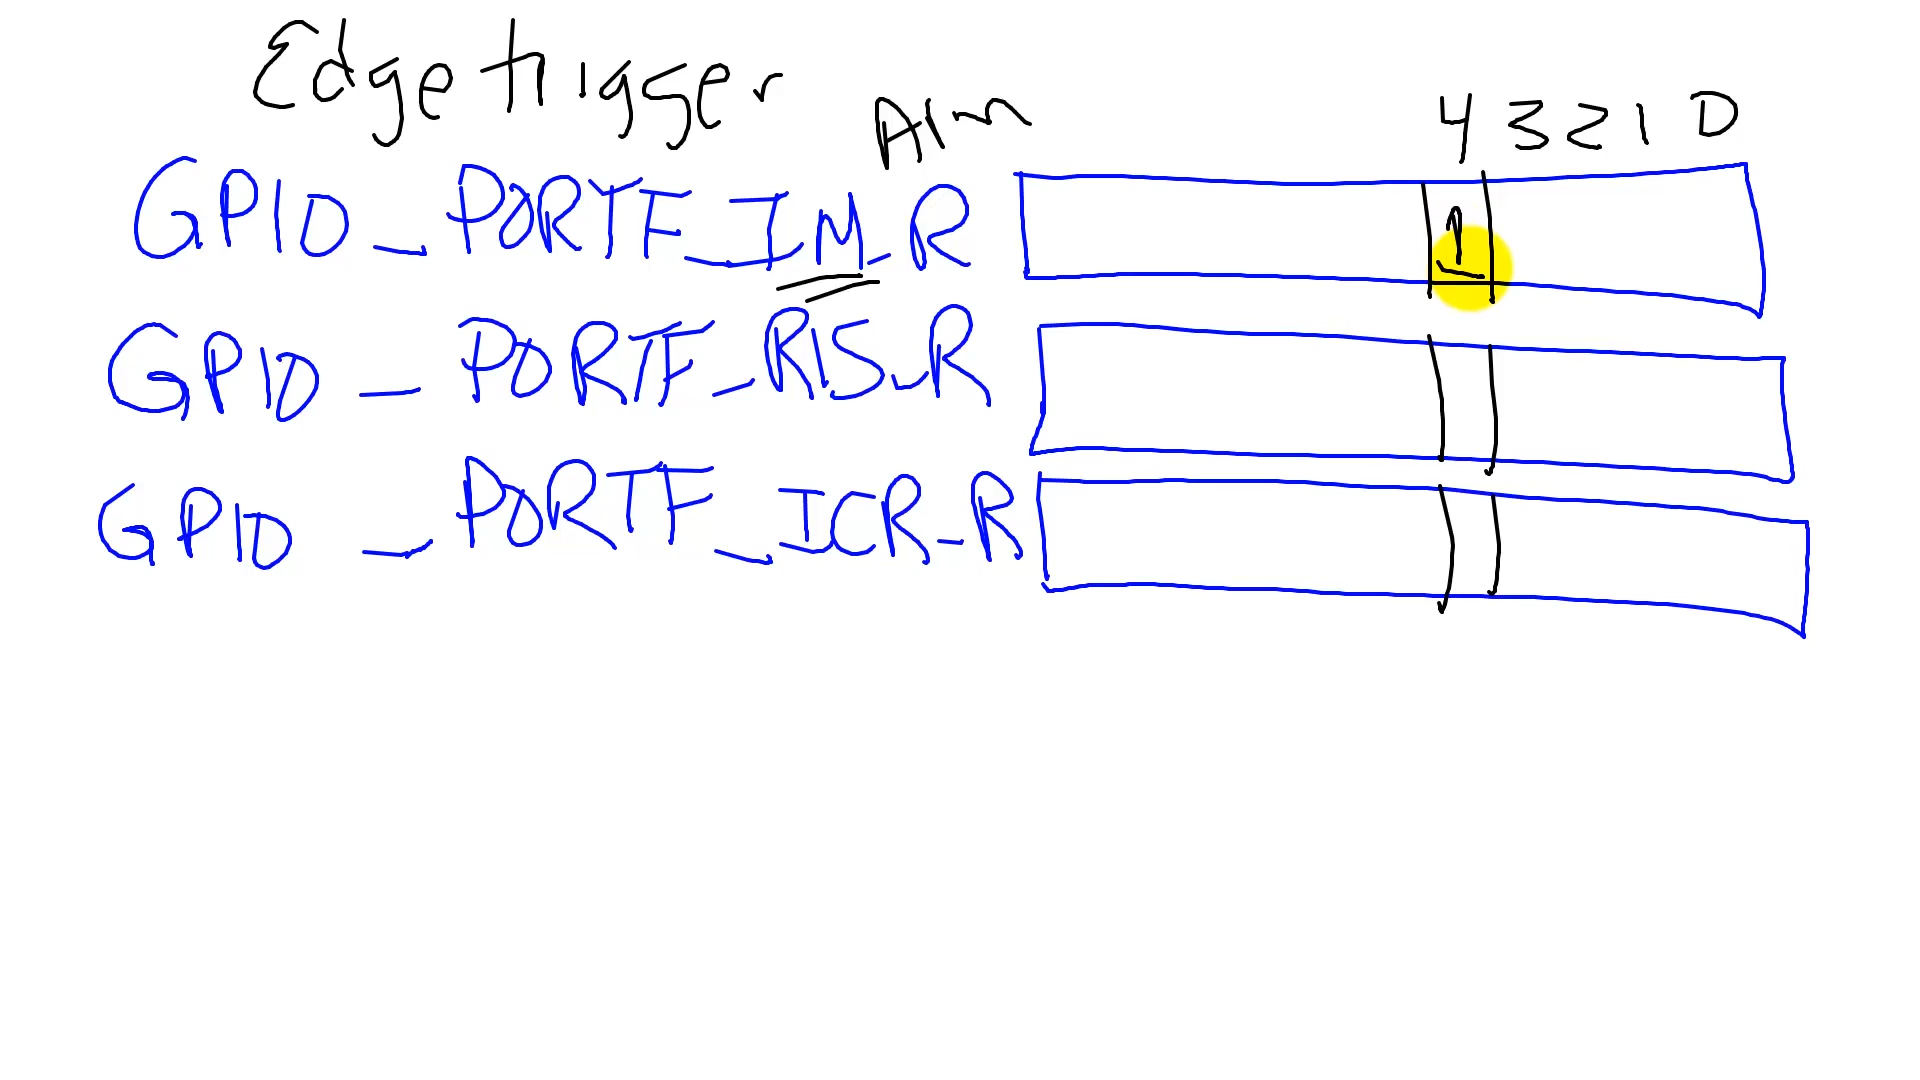 Edge trigger
Arm
4 3 2 1 0
GPIO_PORTF_IM_R 1
GPIO_PORTF_RIS_R
GPIO_PORTF_ICR_R